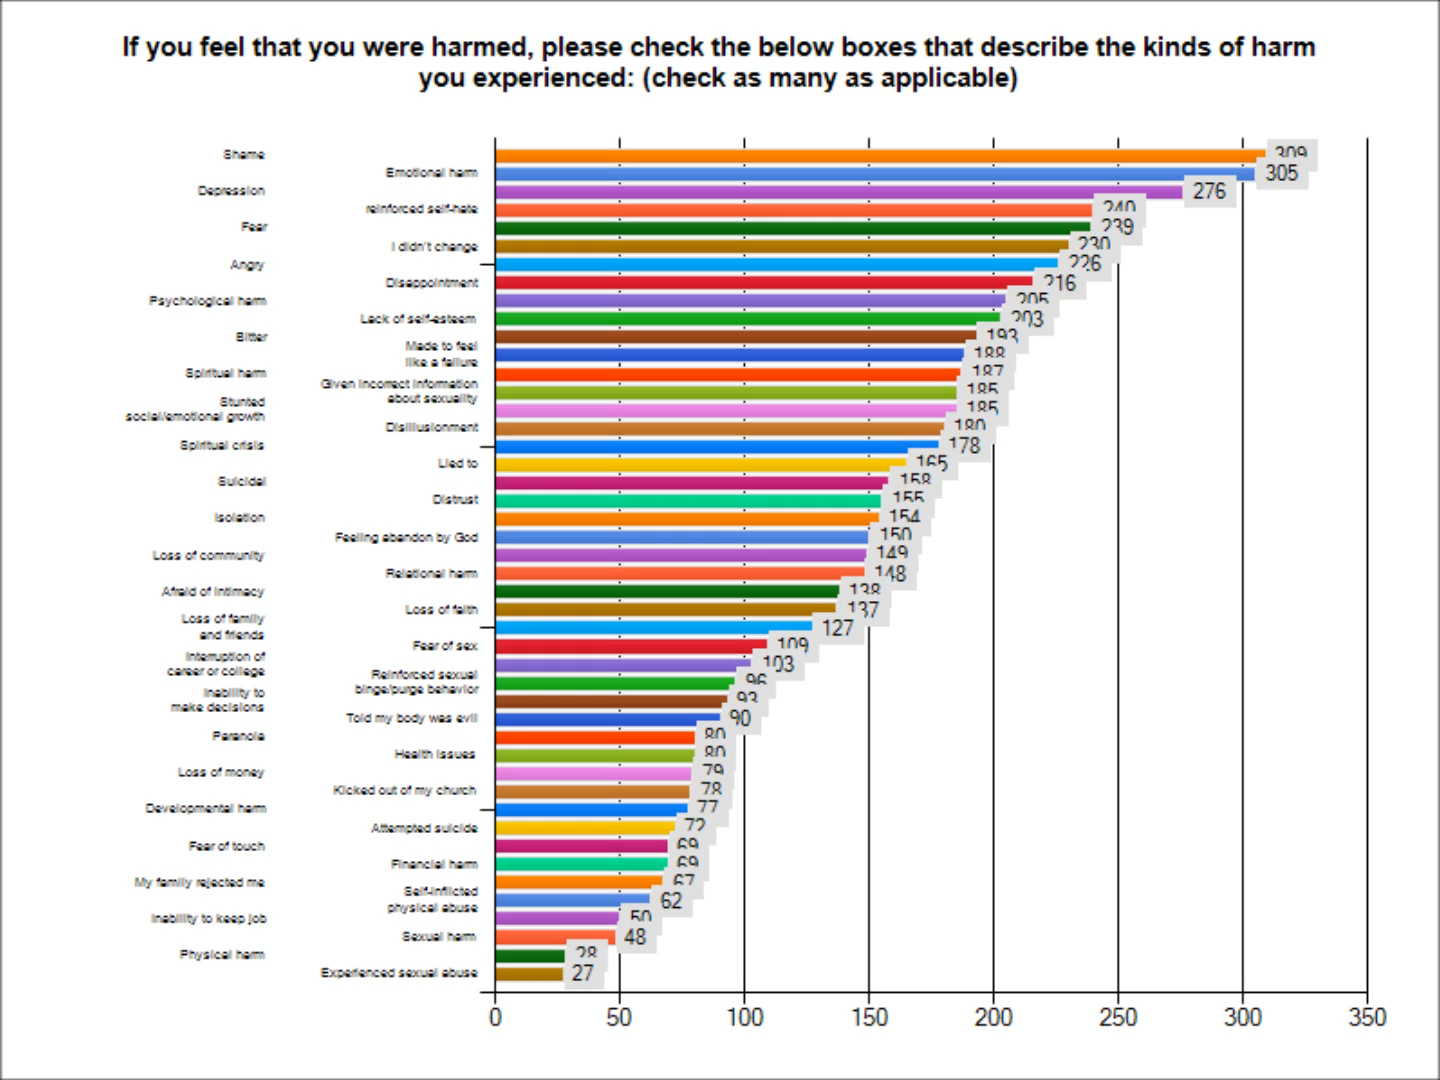 If you feel that you were harmed, please check the below boxes that describe the kinds of harm
you experienced: (check as many as applicable)
Shame 309
Emotional harm 305
Depression 276
reinforced self-hate 240
Fear 239
I didn't change 230
Angry 226
Disappointment 216
Psychological harm 205
Lack of self-esteem 203
Bitter 193
Made to feel
like a failure 188
Spiritual harm 187
Given incorrect information
about sexuality 185
Stunted
social/emotional growth 185
Disillusionment 180
Spiritual crisis 178
Lied to 165
Suicidal 158
Distrust 155
Isolation 154
Feeling abandon by God 150
Loss of community 149
Relational harm 148
Afraid of intimacy 138
Loss of faith 137
Loss of family
and friends 127
Fear of sex 109
Interruption of
career or college 103
Reinforced sexual
binge/purge behavior 96
Inability to
make decisions 93
Told my body was evil 90
Paranoia 80
Health issues 80
Loss of money 79
Kicked out of my church 78
Developmental harm 77
Attempted suicide 72
Fear of touch 69
Financial harm 69
My family rejected me 67
Self-inflicted
physical abuse 62
Inability to keep job 50
Sexual harm 48
Physical harm 28
Experienced sexual abuse 27
0 50 100 150 200 250 300 350